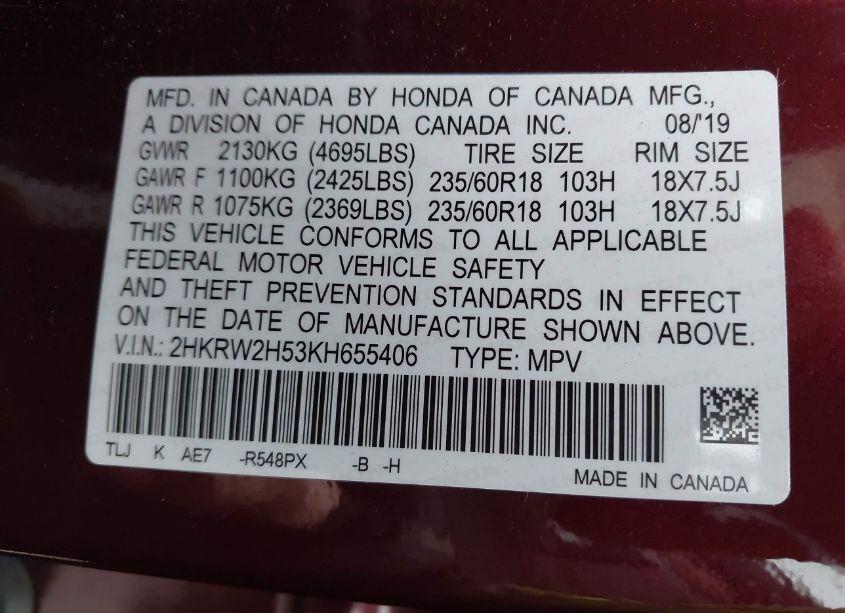 MFD. IN CANADA BY HONDA OF CANADA MFG.,
A DIVISION OF HONDA CANADA INC. 08/'19
GVWR 2130KG (4695LBS) TIRE SIZE RIM SIZE
GAWR F 1100KG (2425LBS) 235/60R18 103H 18X7.5J
GAWR R 1075KG (2369LBS) 235/60R18 103H 18X7.5J
THIS VEHICLE CONFORMS TO ALL APPLICABLE
FEDERAL MOTOR VEHICLE SAFETY
AND THEFT PREVENTION STANDARDS IN EFFECT
ON THE DATE OF MANUFACTURE SHOWN ABOVE.
V.I.N.: 2HKRW2H53KH655406 TYPE: MPV
TLJ K AE7 -R548PX -B -H
MADE IN CANADA